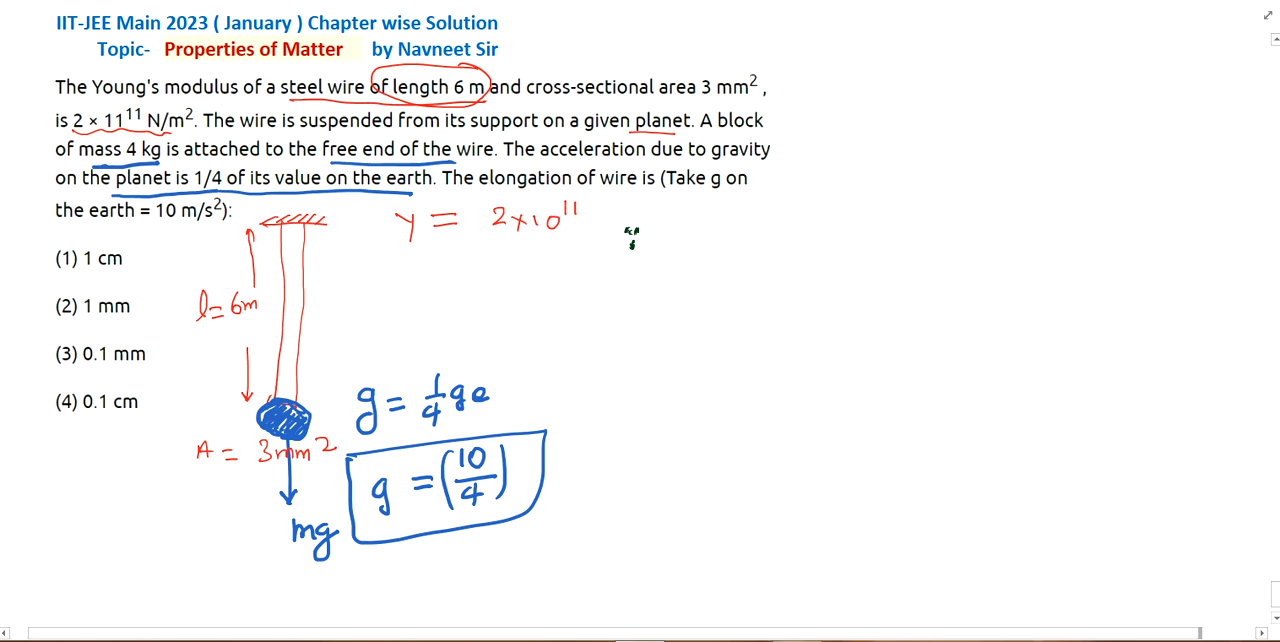 IIT-JEE Main 2023 ( January ) Chapter wise Solution
Topic- Properties of Matter by Navneet Sir
The Young's modulus of a steel wire of length 6 m and cross-sectional area 3 mm²,
is 2 × 11¹¹ N/m². The wire is suspended from its support on a given planet. A block
of mass 4 kg is attached to the free end of the wire. The acceleration due to gravity
on the planet is 1/4 of its value on the earth. The elongation of wire is (Take g on
the earth = 10 m/s²):
Y = 2×10¹¹
(1) 1 cm
(2) 1 mm
l = 6m
(3) 0.1 mm
(4) 0.1 cm
g = 1/4 ge
A = 3mm²
g = (10/4)
mg